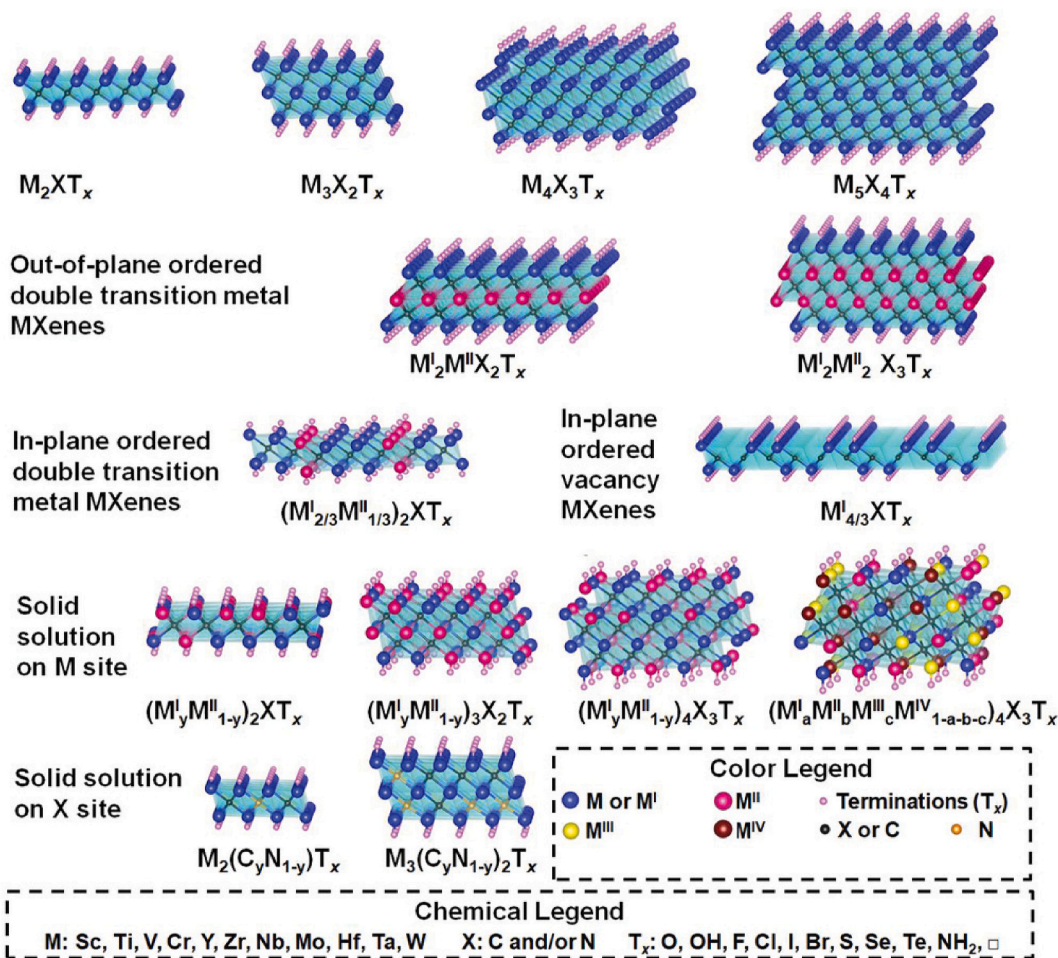 M₂XTₓ
M₃X₂Tₓ
M₄X₃Tₓ
M₅X₄Tₓ
Out-of-plane ordered
double transition metal
MXenes
Mᴵ₂MᴵᴵX₂Tₓ
Mᴵ₂Mᴵᴵ₂ X₃Tₓ
In-plane ordered
double transition
metal MXenes
(Mᴵ₂/₃Mᴵᴵ₁/₃)₂XTₓ
In-plane
ordered
vacancy
MXenes
Mᴵ₄/₃XTₓ
Solid
solution
on M site
(MᴵyMᴵᴵ1-y)₂XTₓ
(MᴵyMᴵᴵ1-y)₃X₂Tₓ
(MᴵyMᴵᴵ1-y)₄X₃Tₓ
(MᴵaMᴵᴵbMᴵᴵᴵcMᴵⱽ1-a-b-c)₄X₃Tₓ
Solid solution
on X site
M₂(CyN1-y)Tₓ
M₃(CyN1-y)₂Tₓ
Color Legend
M or Mᴵ Mᴵᴵ Terminations (Tₓ)
Mᴵᴵᴵ Mᴵⱽ X or C N
Chemical Legend
M: Sc, Ti, V, Cr, Y, Zr, Nb, Mo, Hf, Ta, W X: C and/or N Tₓ: O, OH, F, Cl, I, Br, S, Se, Te, NH₂, □